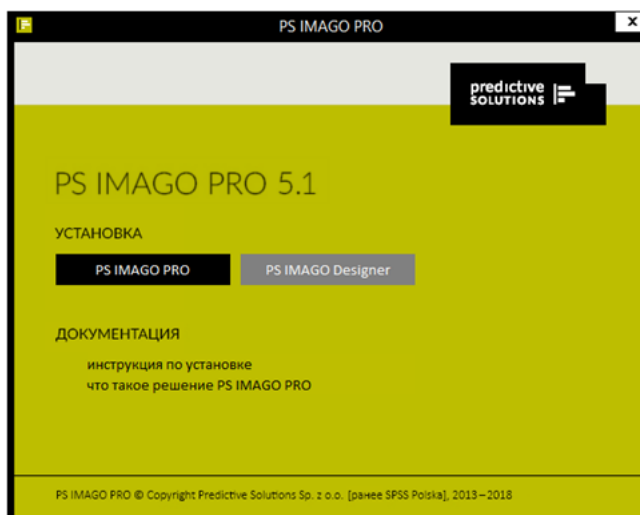 PS IMAGO PRO
x
predictive
SOLUTIONS
PS IMAGO PRO 5.1
УСТАНОВКА
PS IMAGO PRO PS IMAGO Designer
ДОКУМЕНТАЦИЯ
инструкция по установке
что такое решение PS IMAGO PRO
PS IMAGO PRO © Copyright Predictive Solutions Sp. z o.o. [ранее SPSS Polska], 2013–2018